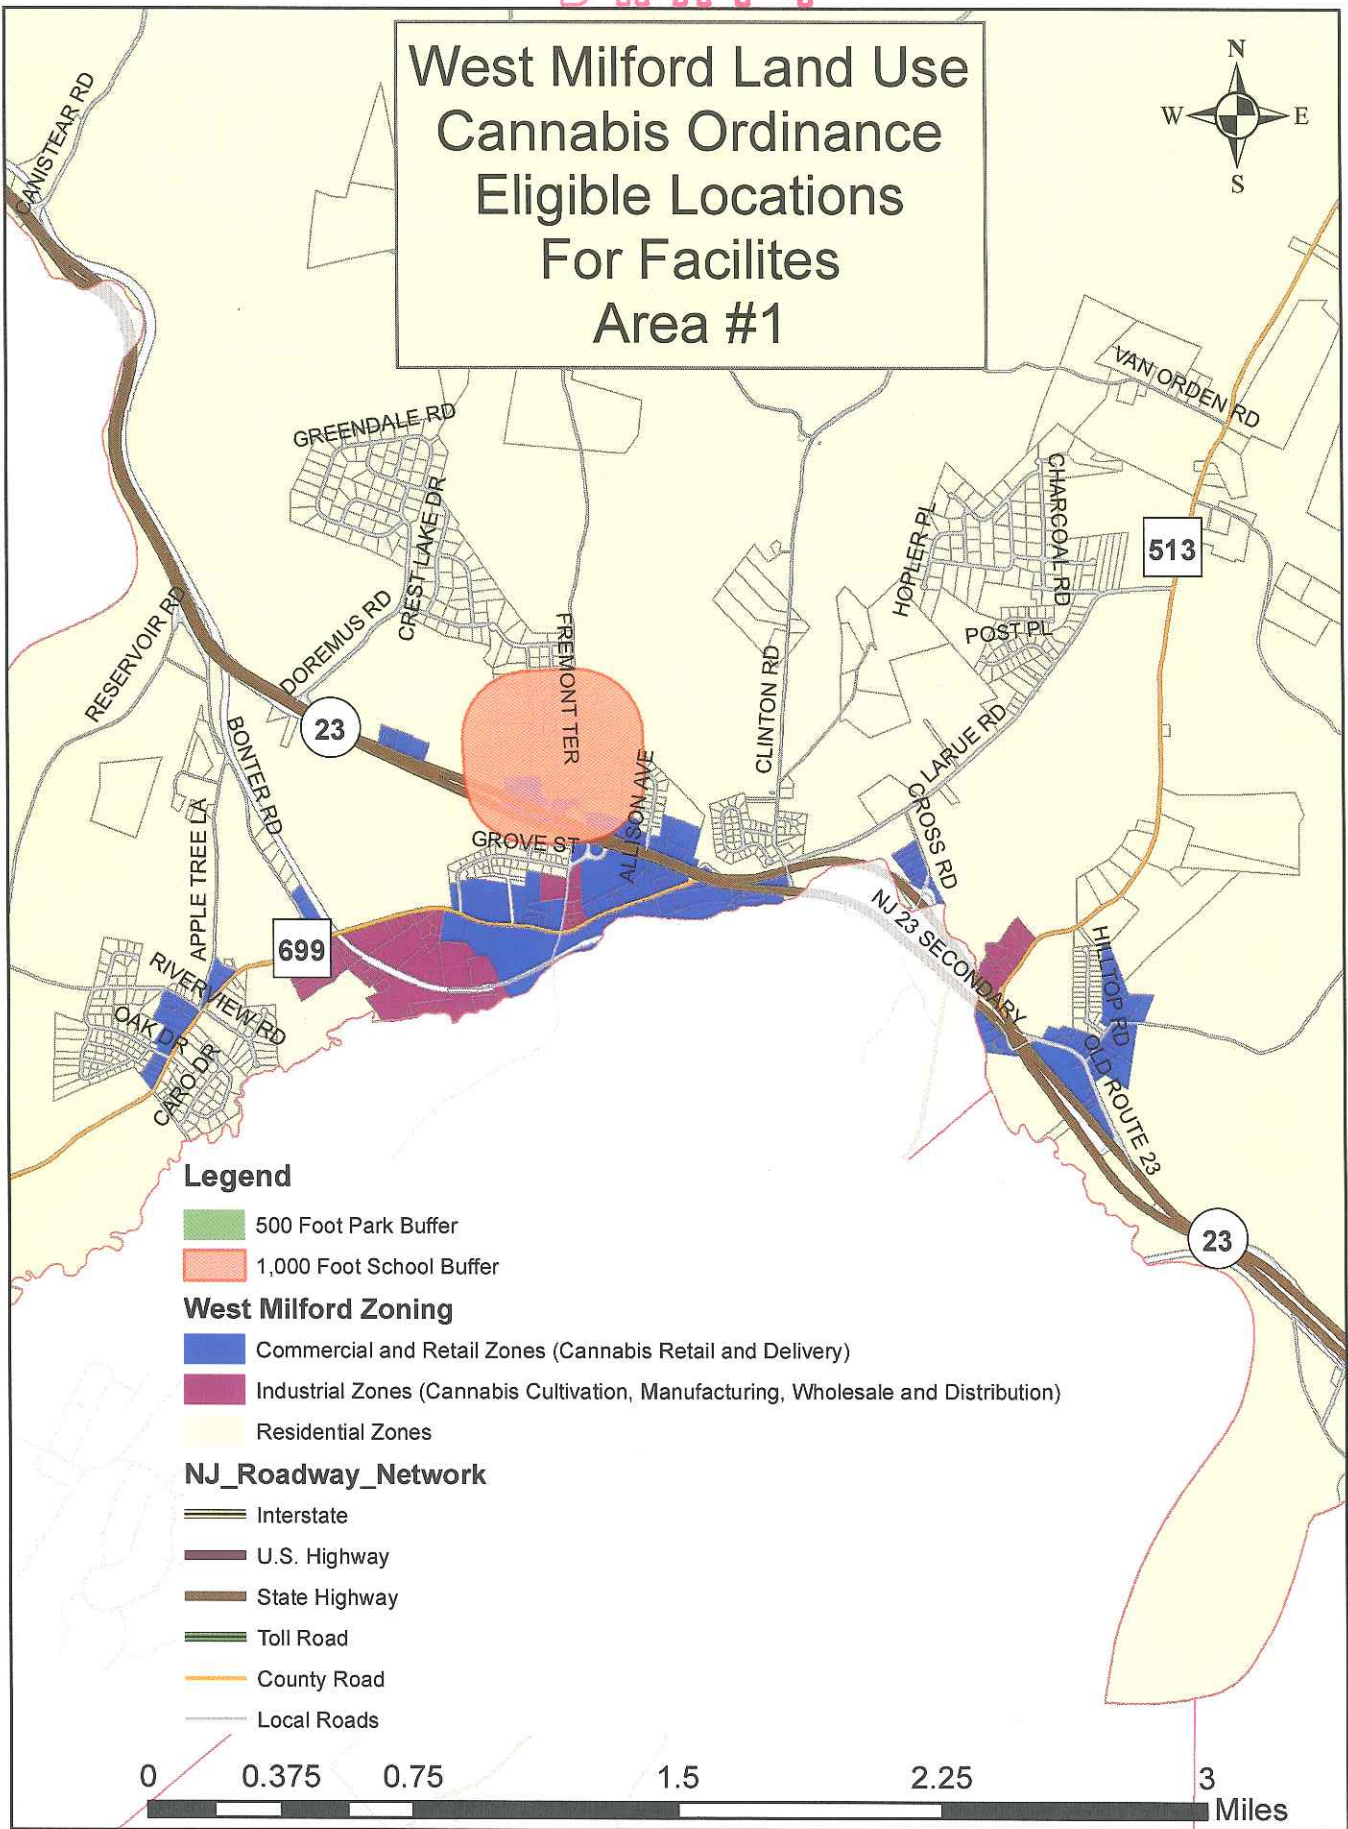 West Milford Land Use
Cannabis Ordinance
Eligible Locations
For Facilites
Area #1
N
W
E
S
CANISTEAR RD
VAN ORDEN RD
GREENDALE RD
CREST LAKE DR
CHARCOAL RD
HOPLER PL
513
RESERVOIR RD
DOREMUS RD
FREMONT TER
POST PL
CLINTON RD
23
BONTER RD
LARUE RD
CROSS RD
APPLE TREE LA
GROVE ST
ALLISON AVE
NJ 23 SECONDARY
699
RIVERVIEW RD
HILLTOP RD
OAK DR
CARO DR
OLD ROUTE 23
23
Legend
500 Foot Park Buffer
1,000 Foot School Buffer
West Milford Zoning
Commercial and Retail Zones (Cannabis Retail and Delivery)
Industrial Zones (Cannabis Cultivation, Manufacturing, Wholesale and Distribution)
Residential Zones
NJ_Roadway_Network
Interstate
U.S. Highway
State Highway
Toll Road
County Road
Local Roads
0 0.375 0.75 1.5 2.25 3
Miles